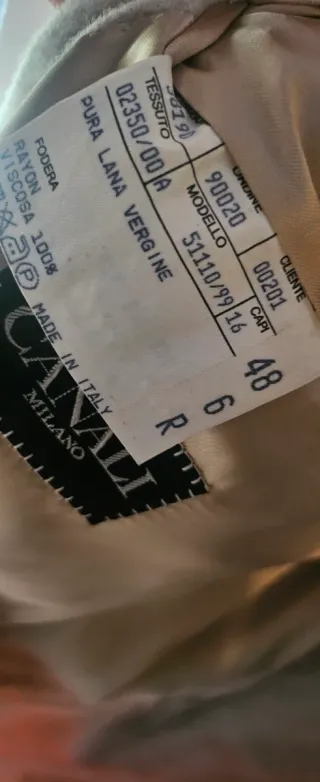 ORDINE
90020
CLIENTE
00201
TESSUTO
02350/00 A
MODELLO
51110/99
CAPI
16
PURA LANA VERGINE
48
6
R
FODERA
RAYON
VISCOSA 100%
MADE IN ITALY
CANALI
MILANO